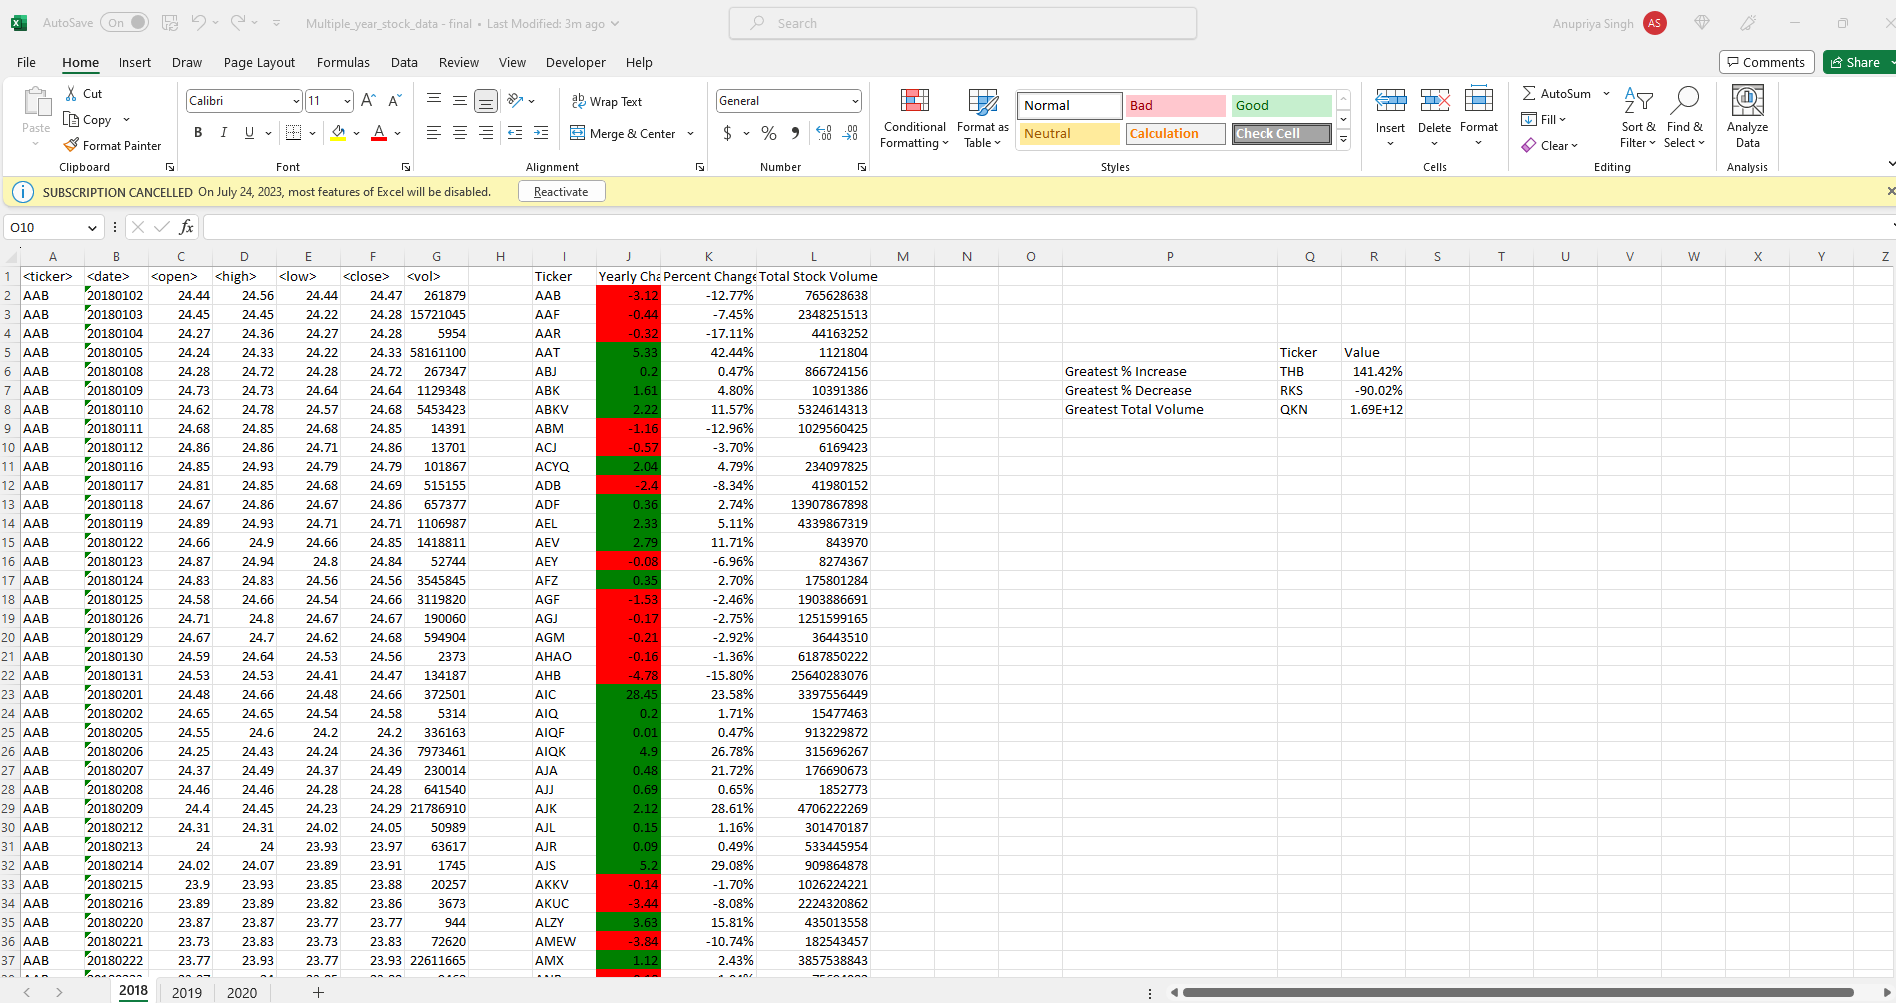 AutoSave On Multiple_year_stock_data - final • Last Modified: 3m ago Search Anupriya Singh AS
File Home Insert Draw Page Layout Formulas Data Review View Developer Help Comments Share
Paste Cut Copy Format Painter Clipboard
Calibri 11 B I U A A A Font
Wrap Text Merge & Center Alignment
General $ % 9 Number
Conditional Formatting Format as Table
Normal Bad Good
Neutral Calculation Check Cell
Styles
Insert Delete Format Cells
AutoSum Fill Clear Sort & Filter Find & Select Editing
Analyze Data Analysis
SUBSCRIPTION CANCELLED On July 24, 2023, most features of Excel will be disabled. Reactivate
O10 fx
A B C D E F G H I J K L M N O P Q R S T U V W X Y Z
1 <ticker> <date> <open> <high> <low> <close> <vol> Ticker Yearly Cha Percent Change Total Stock Volume
2 AAB 20180102 24.44 24.56 24.44 24.47 261879 AAB -3.12 -12.77% 765628638
3 AAB 20180103 24.45 24.45 24.22 24.28 15721045 AAF -0.44 -7.45% 2348251513
4 AAB 20180104 24.27 24.36 24.27 24.28 5954 AAR -0.32 -17.11% 44163252
5 AAB 20180105 24.24 24.33 24.22 24.33 58161100 AAT 5.33 42.44% 1121804 Ticker Value
6 AAB 20180108 24.28 24.72 24.28 24.72 267347 ABJ 0.2 0.47% 866724156 Greatest % Increase THB 141.42%
7 AAB 20180109 24.73 24.73 24.64 24.64 1129348 ABK 1.61 4.80% 10391386 Greatest % Decrease RKS -90.02%
8 AAB 20180110 24.62 24.78 24.57 24.68 5453423 ABKV 2.22 11.57% 5324614313 Greatest Total Volume QKN 1.69E+12
9 AAB 20180111 24.68 24.85 24.68 24.85 14391 ABM -1.16 -12.96% 1029560425
10 AAB 20180112 24.86 24.86 24.71 24.86 13701 ACJ -0.57 -3.70% 6169423
11 AAB 20180116 24.85 24.93 24.79 24.79 101867 ACYQ 2.04 4.79% 234097825
12 AAB 20180117 24.81 24.85 24.68 24.69 515155 ADB -2.4 -8.34% 41980152
13 AAB 20180118 24.67 24.86 24.67 24.86 657377 ADF 0.36 2.74% 13907867898
14 AAB 20180119 24.89 24.93 24.71 24.71 1106987 AEL 2.33 5.11% 4339867319
15 AAB 20180122 24.66 24.9 24.66 24.85 1418811 AEV 2.79 11.71% 843970
16 AAB 20180123 24.87 24.94 24.8 24.84 52744 AEY -0.08 -6.96% 8274367
17 AAB 20180124 24.83 24.83 24.56 24.56 3545845 AFZ 0.35 2.70% 175801284
18 AAB 20180125 24.58 24.66 24.54 24.66 3119820 AGF -1.53 -2.46% 1903886691
19 AAB 20180126 24.71 24.8 24.67 24.67 190060 AGJ -0.17 -2.75% 1251599165
20 AAB 20180129 24.67 24.7 24.62 24.68 594904 AGM -0.21 -2.92% 36443510
21 AAB 20180130 24.59 24.64 24.53 24.56 2373 AHAO -0.16 -1.36% 6187850222
22 AAB 20180131 24.53 24.53 24.41 24.47 134187 AHB -4.78 -15.80% 25640283076
23 AAB 20180201 24.48 24.66 24.48 24.66 372501 AIC 28.45 23.58% 3397556449
24 AAB 20180202 24.65 24.65 24.54 24.58 5314 AIQ 0.2 1.71% 15477463
25 AAB 20180205 24.55 24.6 24.2 24.2 336163 AIQF 0.01 0.47% 913229872
26 AAB 20180206 24.25 24.43 24.24 24.36 7973461 AIQK 4.9 26.78% 315696267
27 AAB 20180207 24.37 24.49 24.37 24.49 230014 AJA 0.48 21.72% 176690673
28 AAB 20180208 24.46 24.46 24.28 24.28 641540 AJJ 0.69 0.65% 1852773
29 AAB 20180209 24.4 24.45 24.23 24.29 21786910 AJK 2.12 28.61% 4706222269
30 AAB 20180212 24.31 24.31 24.02 24.05 50989 AJL 0.15 1.16% 301470187
31 AAB 20180213 24 24 23.93 23.97 63617 AJR 0.09 0.49% 533445954
32 AAB 20180214 24.02 24.07 23.89 23.91 1745 AJS 5.2 29.08% 909864878
33 AAB 20180215 23.9 23.93 23.85 23.88 20257 AKKV -0.14 -1.70% 1026224221
34 AAB 20180216 23.89 23.89 23.82 23.86 3673 AKUC -3.44 -8.08% 2224320862
35 AAB 20180220 23.87 23.87 23.77 23.77 944 ALZY 3.63 15.81% 435013558
36 AAB 20180221 23.73 23.83 23.73 23.83 72620 AMEW -3.84 -10.74% 182543457
37 AAB 20180222 23.77 23.93 23.77 23.93 22611665 AMX 1.12 2.43% 3857538843
2018 2019 2020